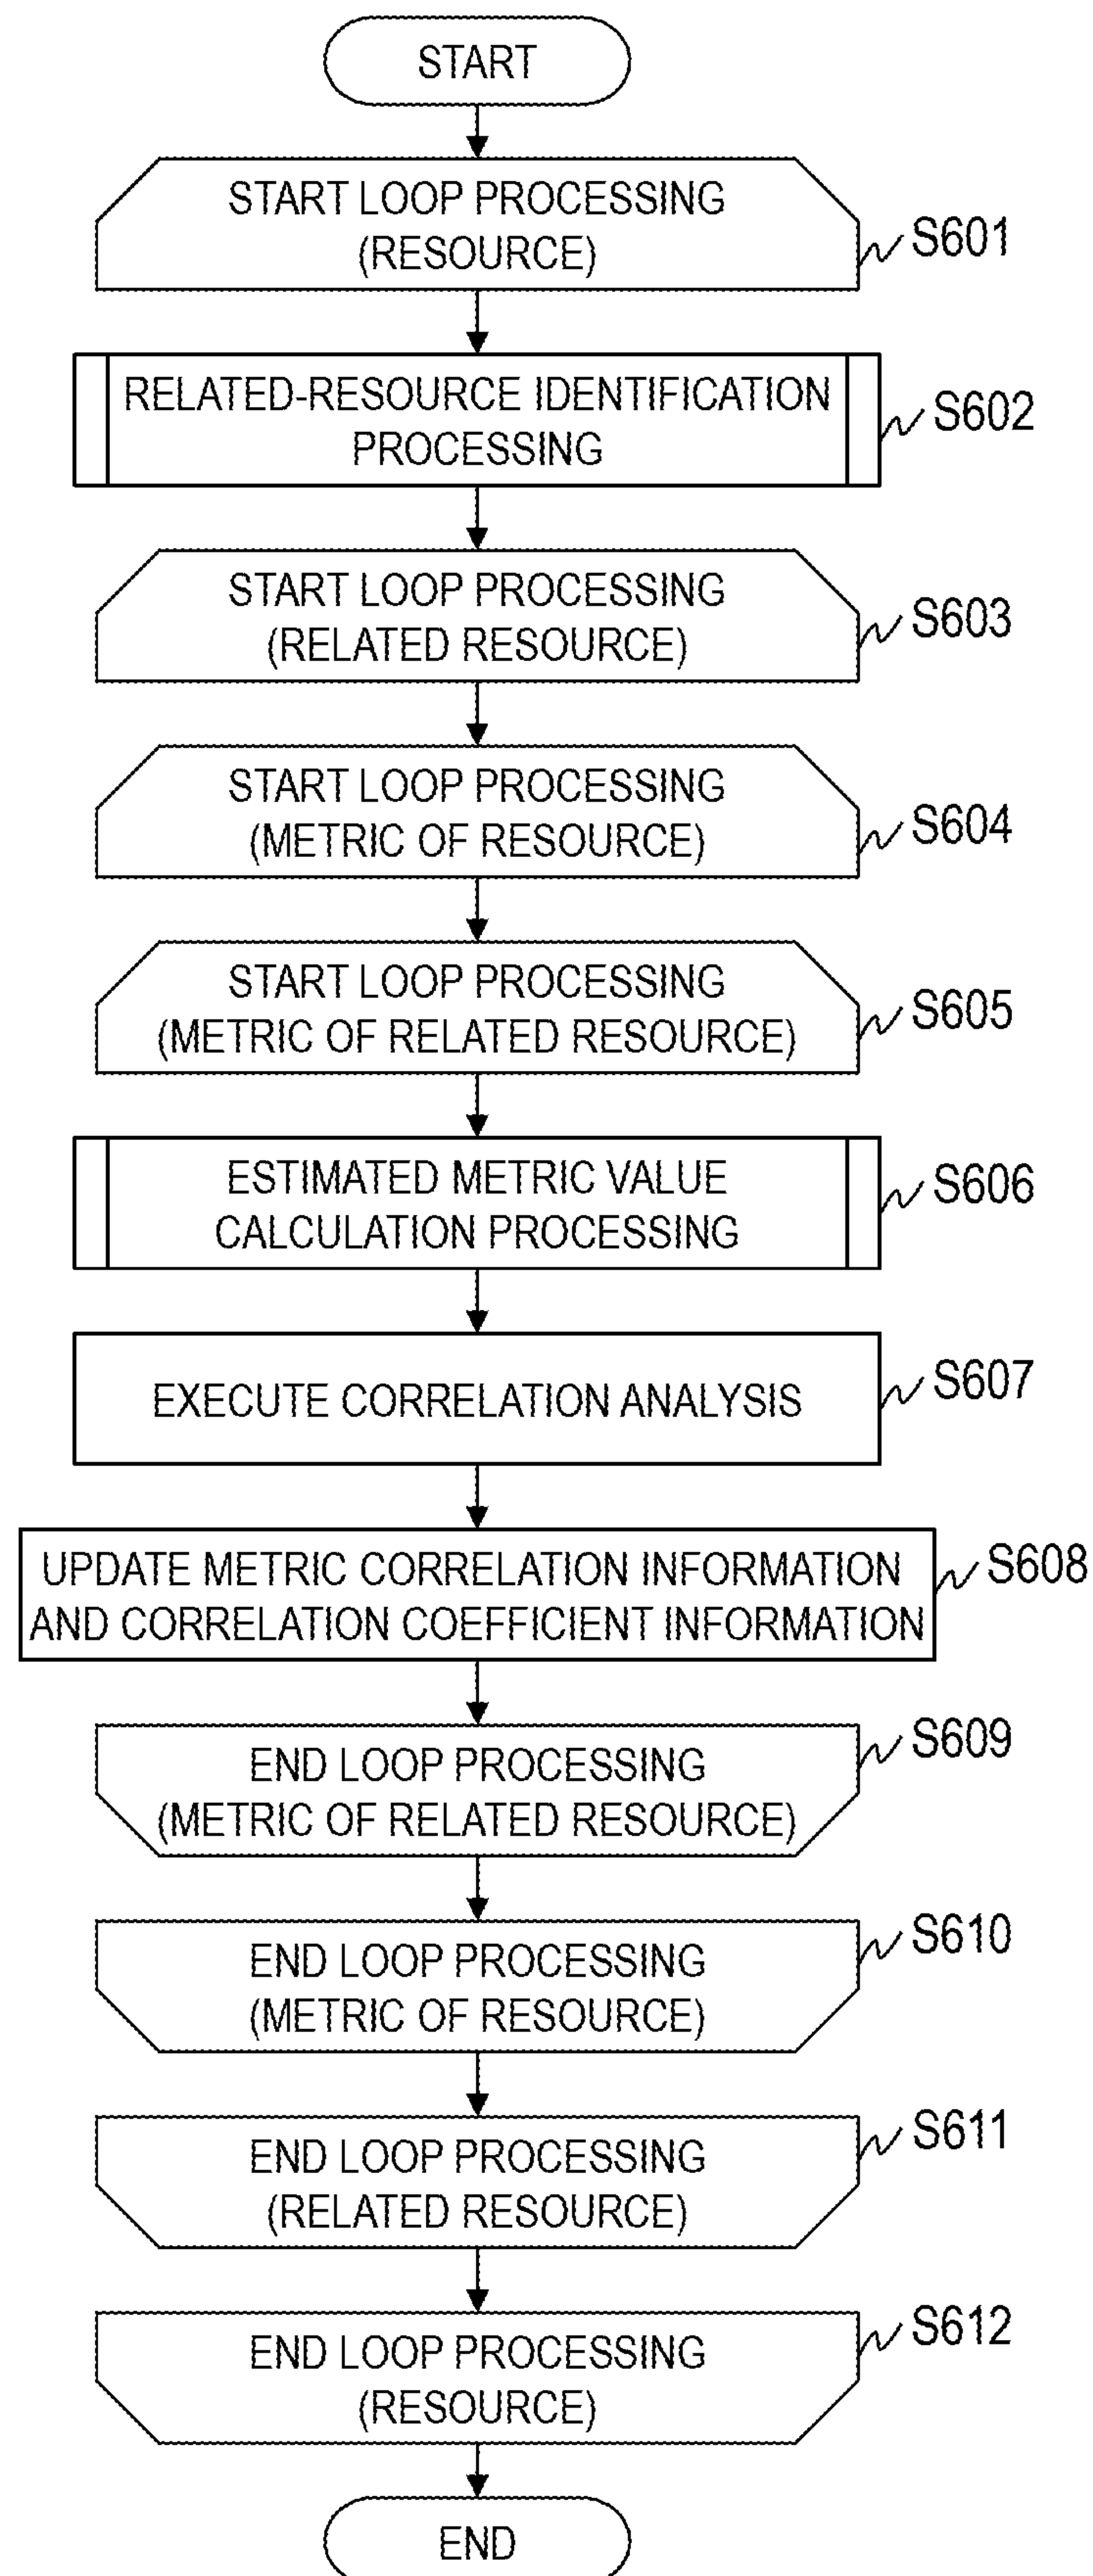 START
START LOOP PROCESSING
(RESOURCE)
S601
RELATED-RESOURCE IDENTIFICATION
PROCESSING
S602
START LOOP PROCESSING
(RELATED RESOURCE)
S603
START LOOP PROCESSING
(METRIC OF RESOURCE)
S604
START LOOP PROCESSING
(METRIC OF RELATED RESOURCE)
S605
ESTIMATED METRIC VALUE
CALCULATION PROCESSING
S606
EXECUTE CORRELATION ANALYSIS
S607
UPDATE METRIC CORRELATION INFORMATION
AND CORRELATION COEFFICIENT INFORMATION
S608
END LOOP PROCESSING
(METRIC OF RELATED RESOURCE)
S609
END LOOP PROCESSING
(METRIC OF RESOURCE)
S610
END LOOP PROCESSING
(RELATED RESOURCE)
S611
END LOOP PROCESSING
(RESOURCE)
S612
END